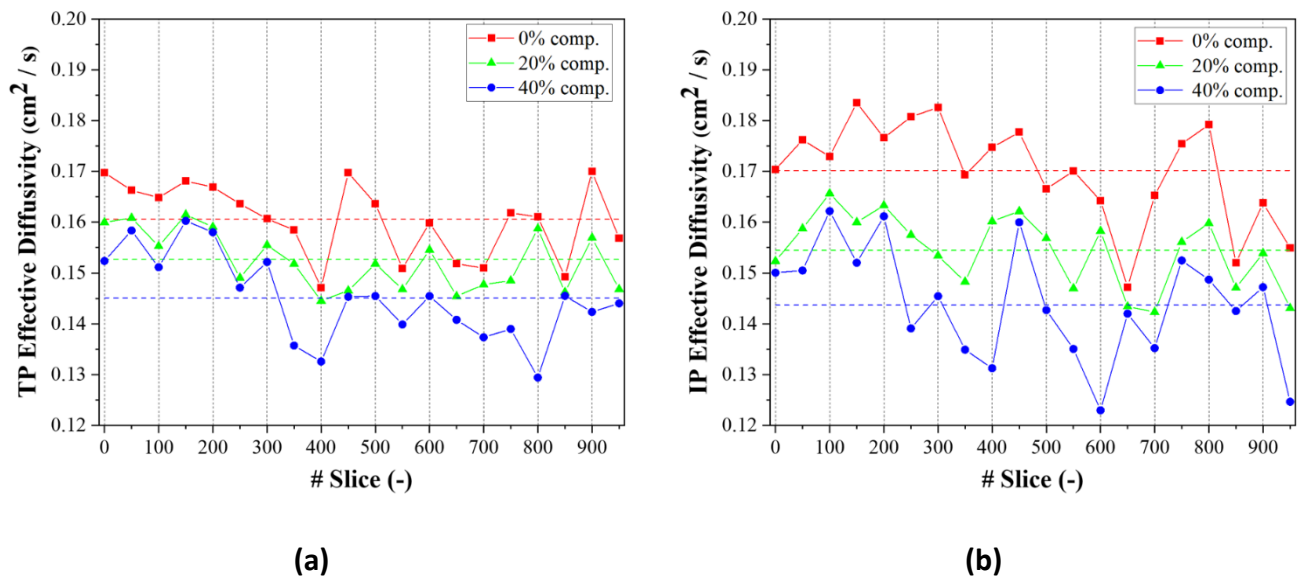 0.20
0.19
0.18
0.17
0.16
0.15
0.14
0.13
0.12
TP Effective Diffusivity (cm² / s)
0% comp.
20% comp.
40% comp.
0 100 200 300 400 500 600 700 800 900
# Slice (-)
(a)
0.20
0.19
0.18
0.17
0.16
0.15
0.14
0.13
0.12
IP Effective Diffusivity (cm² / s)
0% comp.
20% comp.
40% comp.
0 100 200 300 400 500 600 700 800 900
# Slice (-)
(b)